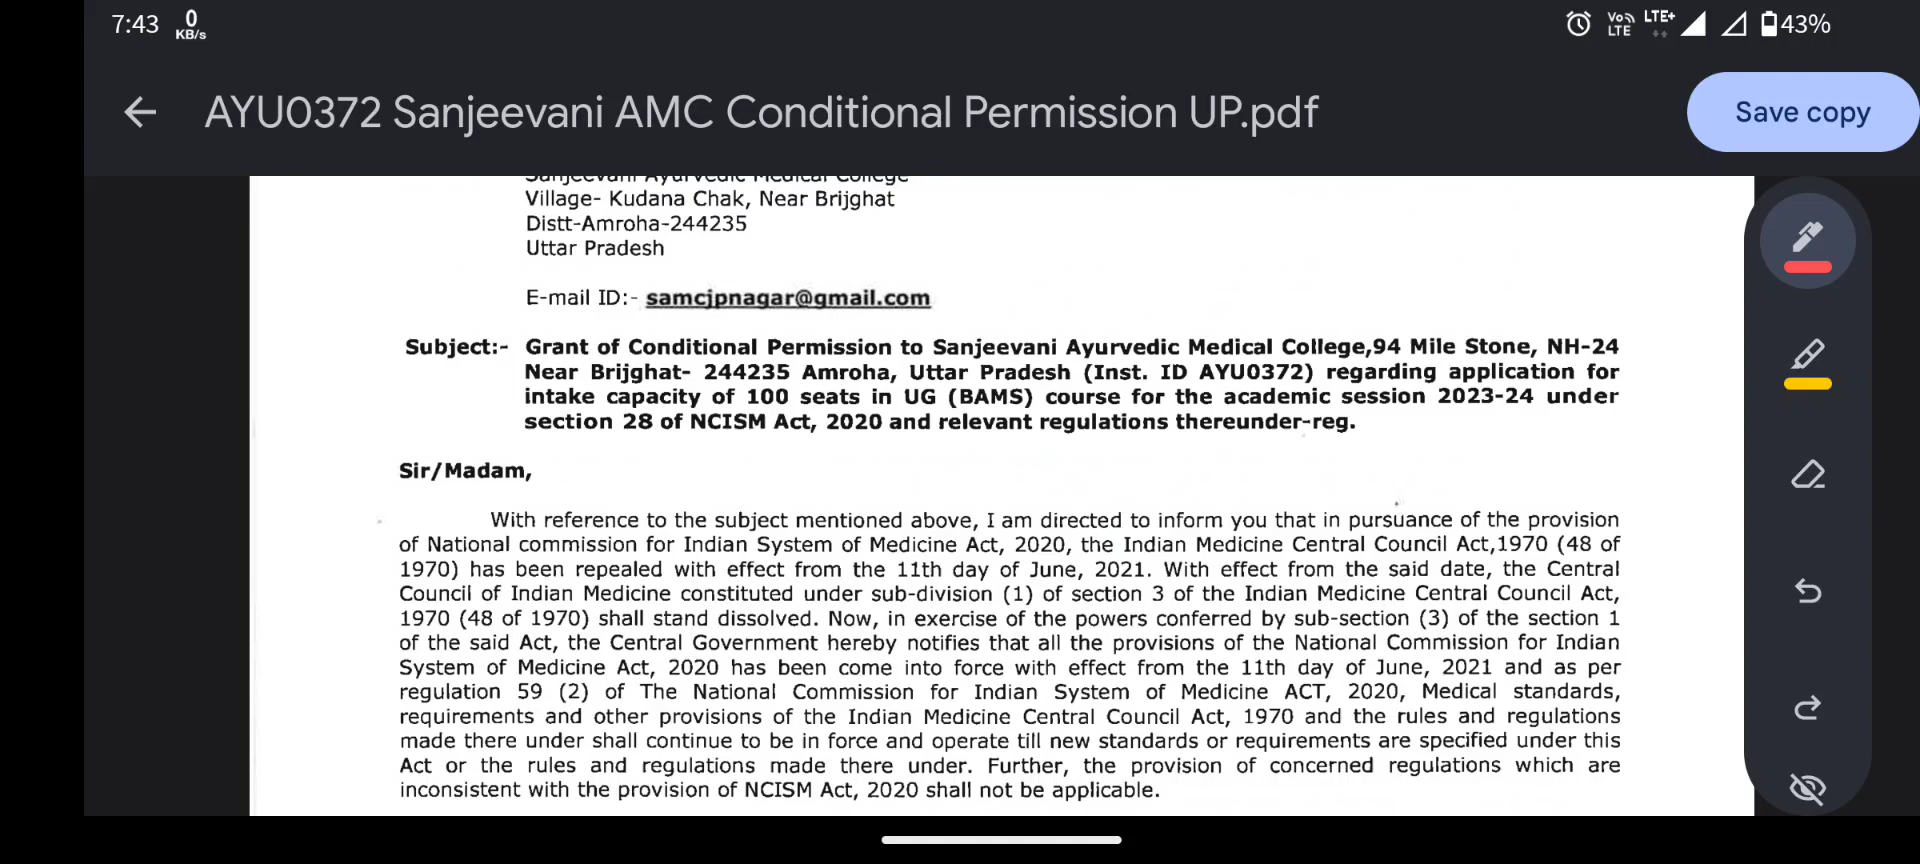 7:43 0 KB/s Vo LTE LTE+ 43%
AYU0372 Sanjeevani AMC Conditional Permission UP.pdf
Save copy
Sanjeevani Ayurvedic Medical College
Village- Kudana Chak, Near Brijghat
Distt-Amroha-244235
Uttar Pradesh
E-mail ID:- samcjpnagar@gmail.com
Subject:- Grant of Conditional Permission to Sanjeevani Ayurvedic Medical College,94 Mile Stone, NH-24
Near Brijghat- 244235 Amroha, Uttar Pradesh (Inst. ID AYU0372) regarding application for
intake capacity of 100 seats in UG (BAMS) course for the academic session 2023-24 under
section 28 of NCISM Act, 2020 and relevant regulations thereunder-reg.
Sir/Madam,
With reference to the subject mentioned above, I am directed to inform you that in pursuance of the provision
of National commission for Indian System of Medicine Act, 2020, the Indian Medicine Central Council Act,1970 (48 of
1970) has been repealed with effect from the 11th day of June, 2021. With effect from the said date, the Central
Council of Indian Medicine constituted under sub-division (1) of section 3 of the Indian Medicine Central Council Act,
1970 (48 of 1970) shall stand dissolved. Now, in exercise of the powers conferred by sub-section (3) of the section 1
of the said Act, the Central Government hereby notifies that all the provisions of the National Commission for Indian
System of Medicine Act, 2020 has been come into force with effect from the 11th day of June, 2021 and as per
regulation 59 (2) of The National Commission for Indian System of Medicine ACT, 2020, Medical standards,
requirements and other provisions of the Indian Medicine Central Council Act, 1970 and the rules and regulations
made there under shall continue to be in force and operate till new standards or requirements are specified under this
Act or the rules and regulations made there under. Further, the provision of concerned regulations which are
inconsistent with the provision of NCISM Act, 2020 shall not be applicable.